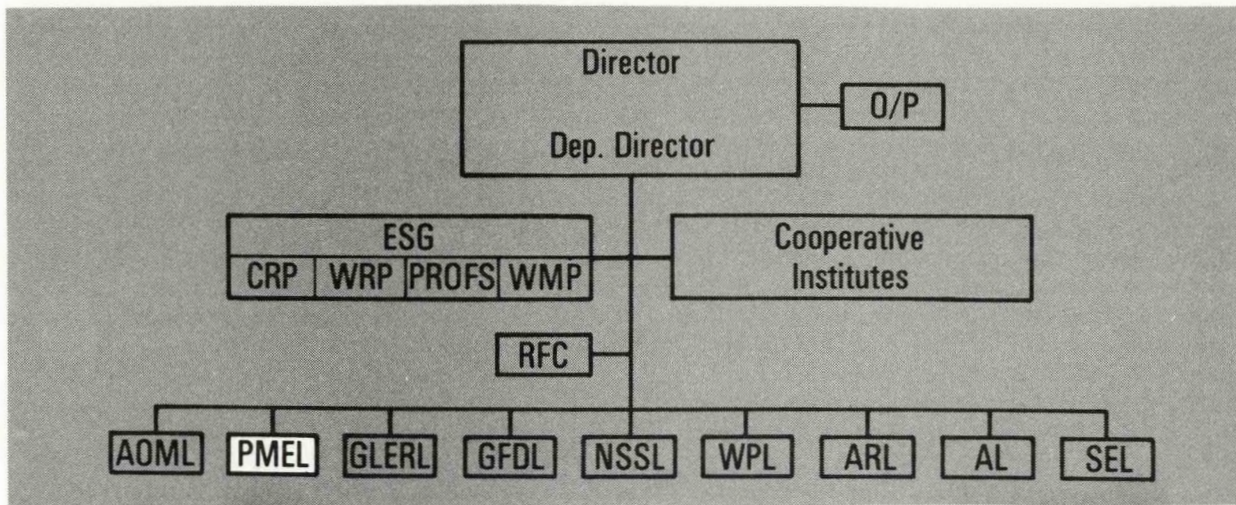 Director
O/P
Dep. Director
ESG
Cooperative
CRP WRP PROFS WMP
Institutes
RFC
AOML PMEL GLERL GFDL NSSL WPL ARL AL SEL